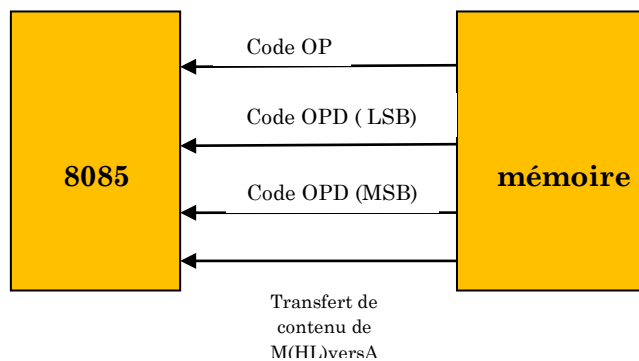 Code OP
Code OPD ( LSB)
8085
mémoire
Code OPD (MSB)
Transfert de
contenu de
M(HL)versA